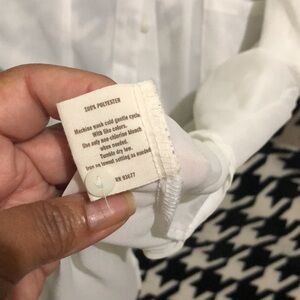 100% POLYESTER
Machine wash cold gentle cycle
With like colors.
Use only non-chlorine bleach
when needed.
Tumble dry low.
Iron on lowest setting as needed
RN 93677